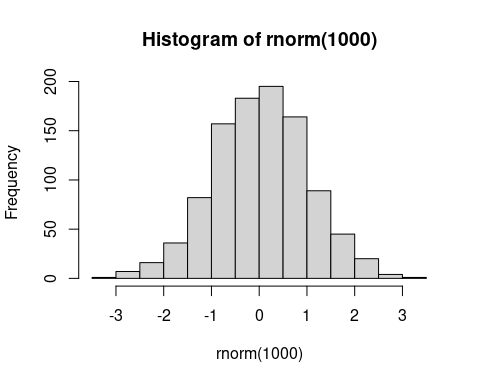 Histogram of rnorm(1000)
Frequency
200
150
100
50
0
-3 -2 -1 0 1 2 3
rnorm(1000)